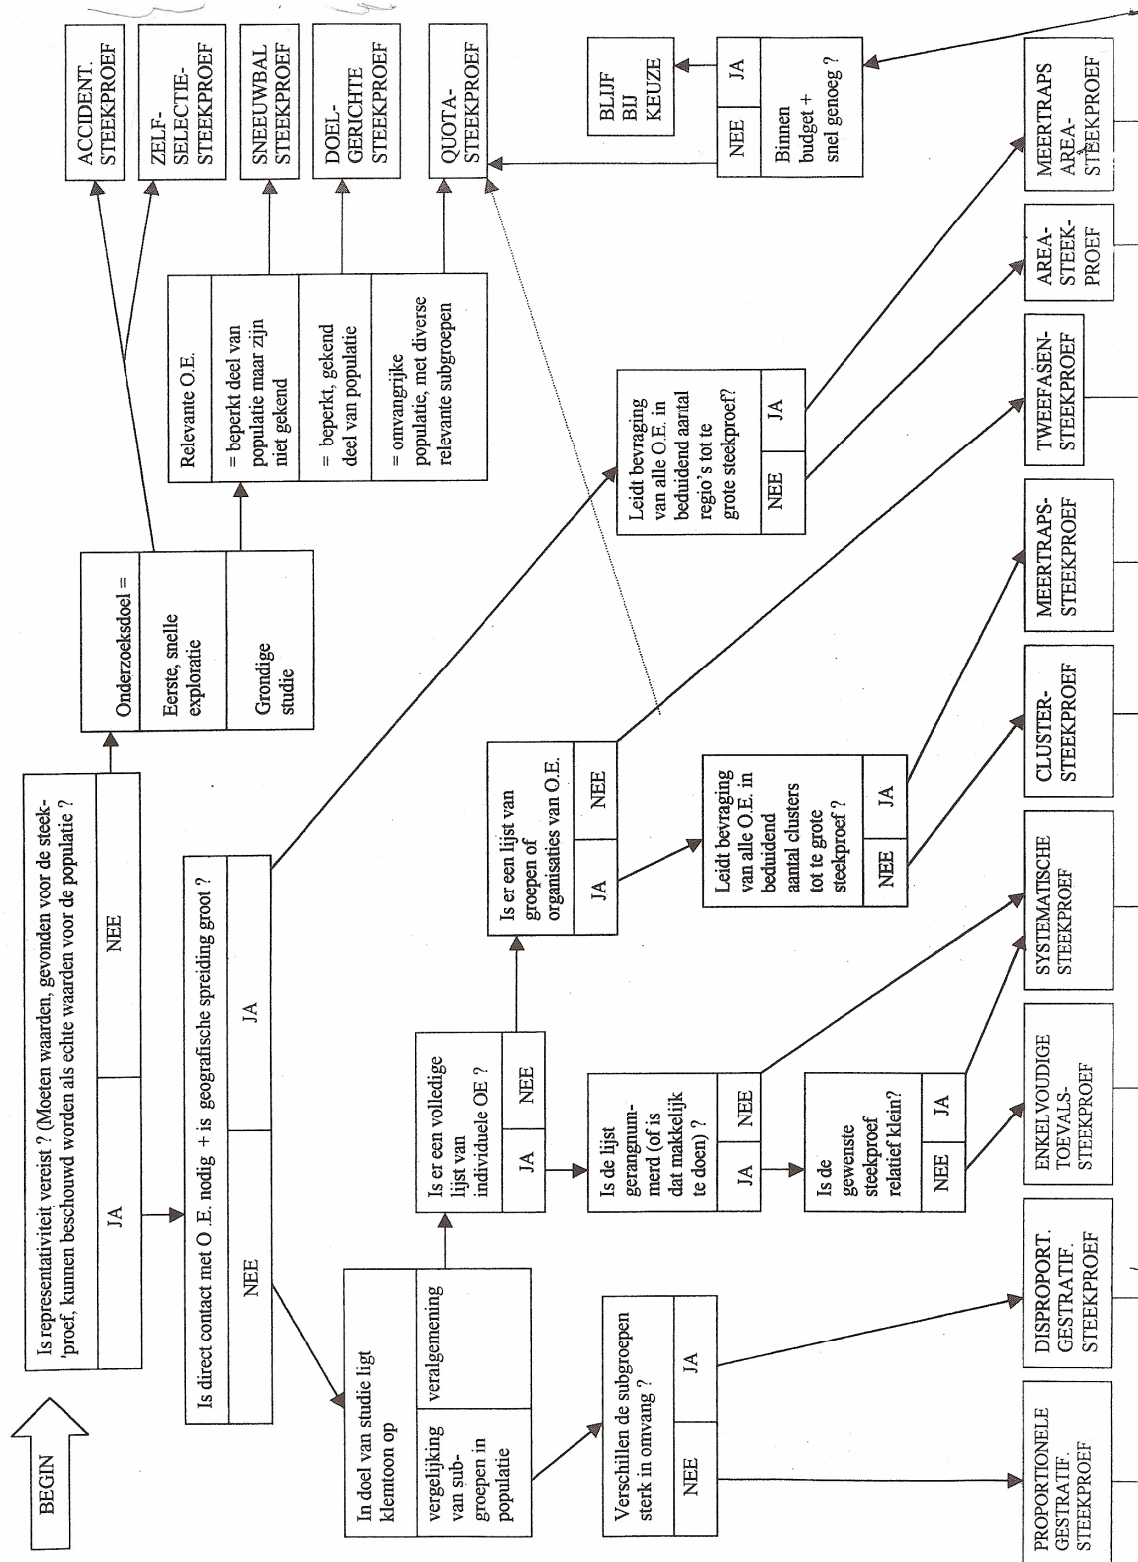 BEGIN
Is representativiteit vereist ? (Moeten waarden, gevonden voor de steek-
'proef, kunnen beschouwd worden als echte waarden voor de populatie ?
JA
NEE
Onderzoeksdoel =
Eerste, snelle
exploratie
Grondige
studie
ACCIDENT.
STEEKPROEF
ZELF-
SELECTIE-
STEEKPROEF
Relevante O.E.
= beperkt deel van
populatie maar zijn
niet gekend
= beperkt, gekend
deel van populatie
= omvangrijke
populatie, met diverse
relevante subgroepen
SNEEUWBAL
STEEKPROEF
DOEL-
GERICHTE
STEEKPROEF
QUOTA-
STEEKPROEF
Is direct contact met O .E. nodig + is geografische spreiding groot ?
NEE
JA
In doel van studie ligt
klemtoon op
vergelijking
van sub-
groepen in
populatie
veralgemening
Is er een volledige
lijst van
individuele OE ?
JA
NEE
Is er een lijst van
groepen of
organisaties van O.E.
JA
NEE
Verschillen de subgroepen
sterk in omvang ?
NEE
JA
Is de lijst
gerangnum-
merd (of is
dat makkelijk
te doen) ?
JA
NEE
Leidt bevraging
van alle O.E. in
beduidend aantal
regio's tot te
grote steekproef?
NEE
JA
BLIJF
BIJ
KEUZE
NEE
JA
Binnen
budget +
snel genoeg ?
Leidt bevraging
van alle O.E. in
beduidend
aantal clusters
tot te grote
steekproef ?
NEE
JA
Is de
gewenste
steekproef
relatief klein?
NEE
JA
PROPORTIONELE
GESTRATIF.
STEEKPROEF
DISPROPORT.
GESTRATIF.
STEEKPROEF
ENKELVOUDIGE
TOEVALS-
STEEKPROEF
SYSTEMATISCHE
STEEKPROEF
CLUSTER-
STEEKPROEF
MEERTRAPS-
STEEKPROEF
TWEEFASEN-
STEEKPROEF
AREA-
STEEK-
PROEF
MEERTRAPS
AREA-
STEEKPROEF